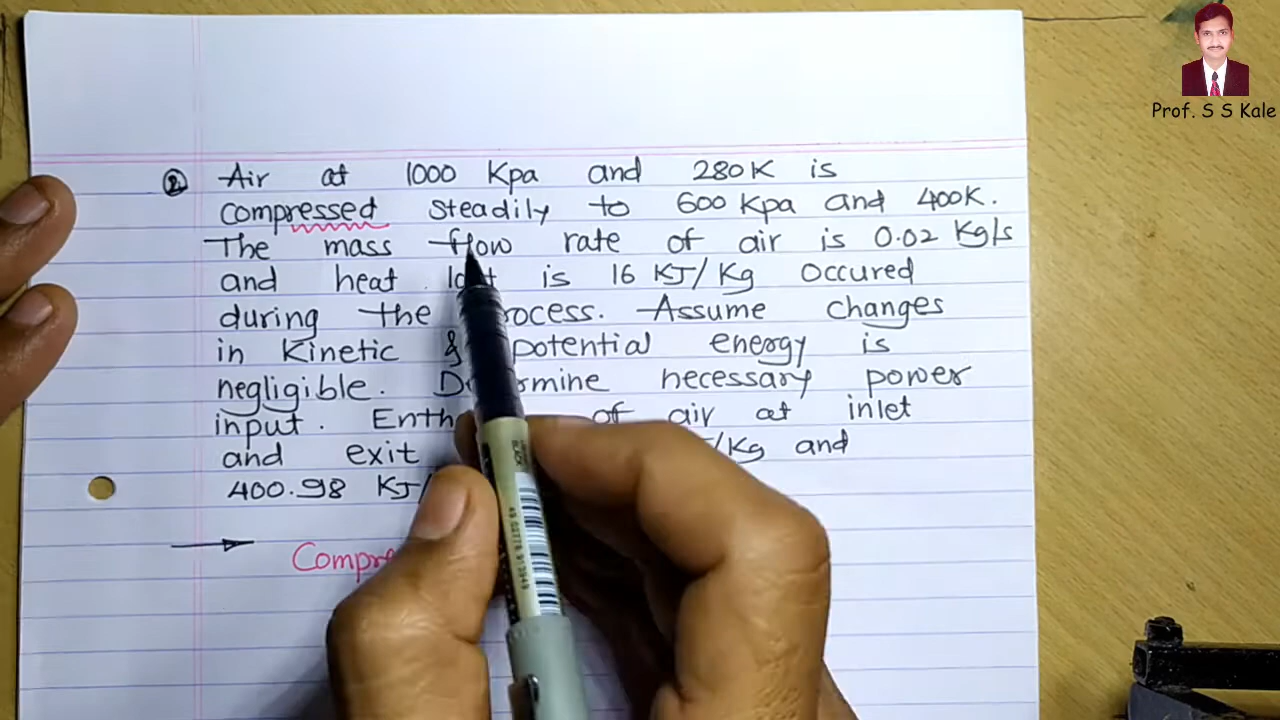 Prof. S S Kale
② Air at 1000 Kpa and 280K is
compressed steadily to 600 Kpa and 400K.
The mass flow rate of air is 0.02 Kg/s
and heat is 16 KJ/Kg Occured
during the Assume changes
in Kinetic & potential energy is
negligible. necessary power
input. of air at inlet
and exit /Kg and
400.98 KJ/